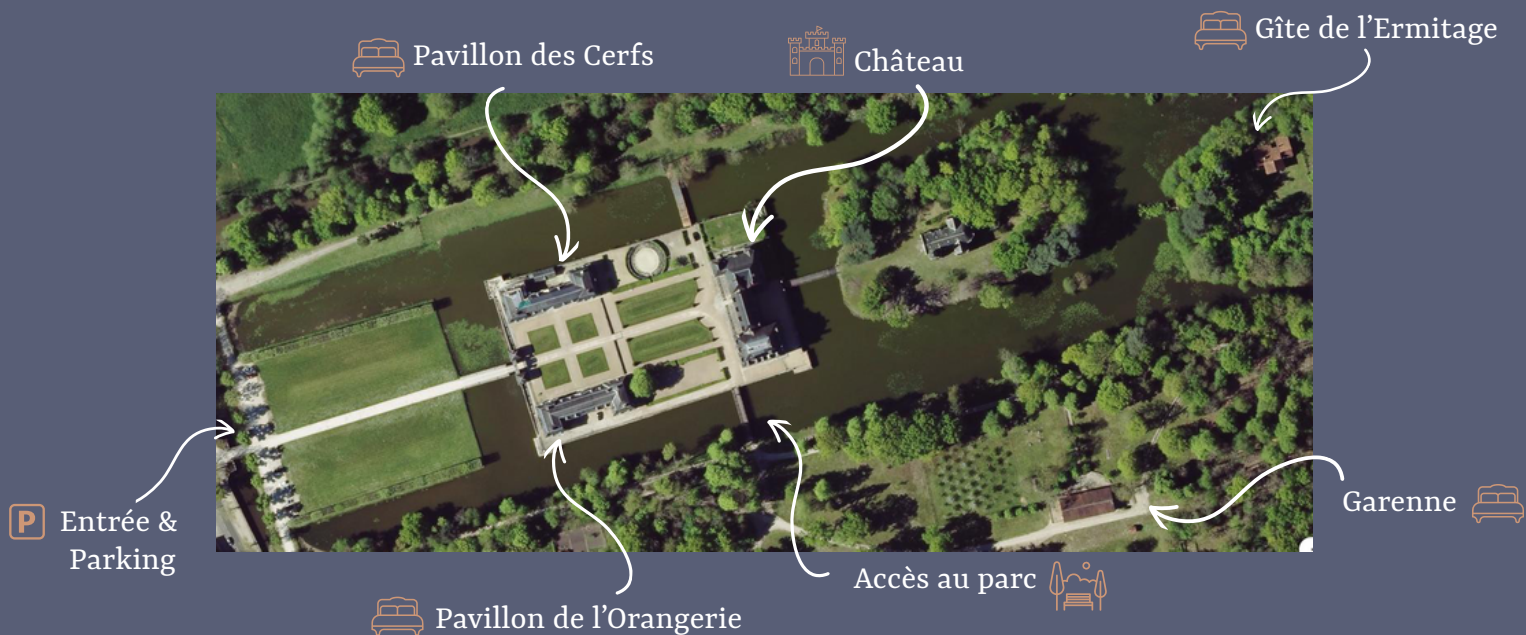 Gîte de l'Ermitage
Pavillon des Cerfs
Château
P
Entrée &
Parking
Garenne
Accès au parc
Pavillon de l'Orangerie